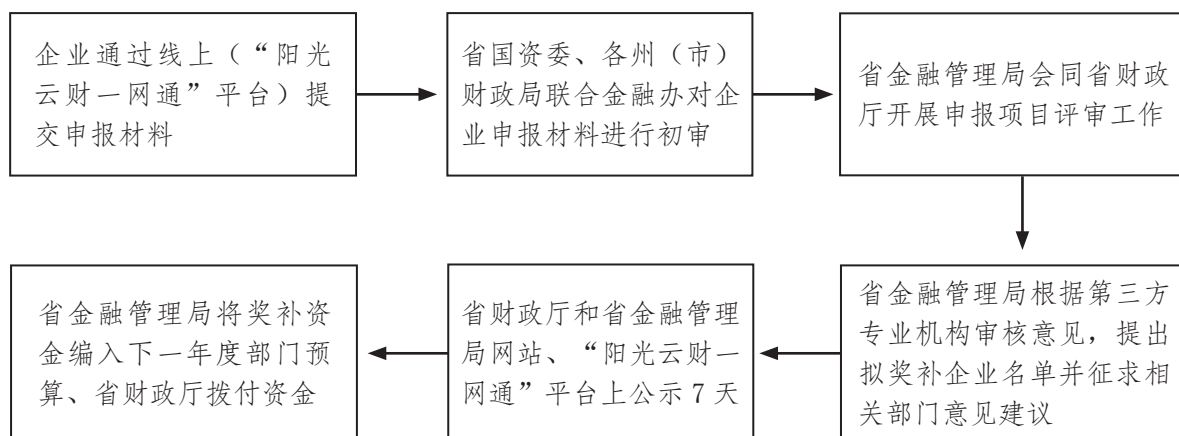 企业通过线上（“阳光
云财一网通”平台）提
交申报材料
省国资委、各州（市）
财政局联合金融办对企
业申报材料进行初审
省金融管理局会同省财政
厅开展申报项目评审工作
省金融管理局根据第三方
专业机构审核意见，提出
拟奖补企业名单并征求相
关部门意见建议
省财政厅和省金融管理
局网站、“阳光云财一
网通”平台上公示7天
省金融管理局将奖补资
金编入下一年度部门预
算、省财政厅拨付资金